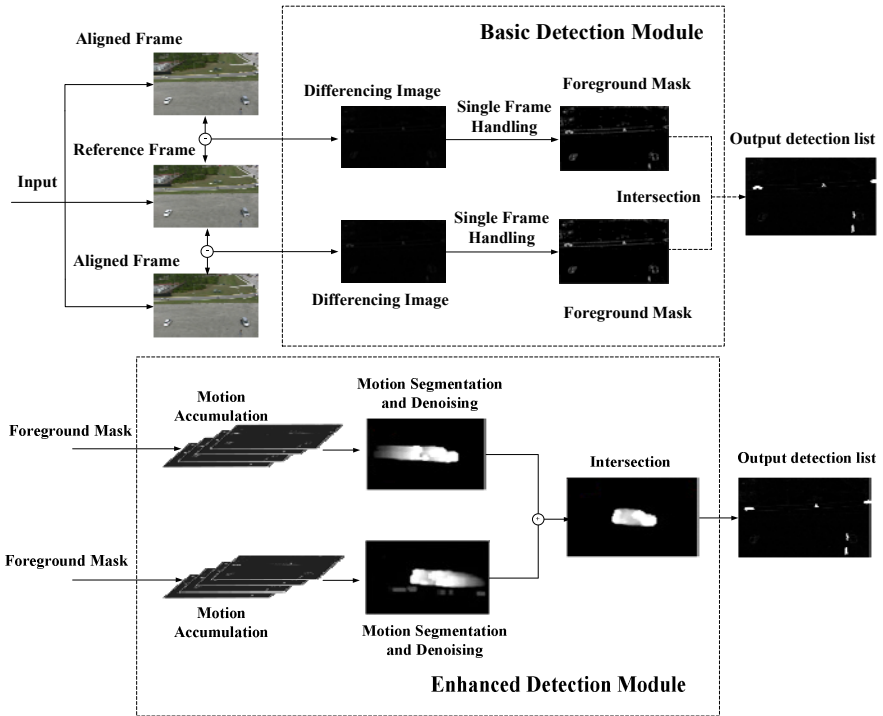 Basic Detection Module
Aligned Frame
Differencing Image
Foreground Mask
Single Frame
Handling
Reference Frame
Output detection list
Input
Intersection
Single Frame
Handling
Aligned Frame
Differencing Image
Foreground Mask
Motion
Accumulation
Motion Segmentation
and Denoising
Foreground Mask
Intersection
Output detection list
Foreground Mask
Motion
Accumulation
Motion Segmentation
and Denoising
Enhanced Detection Module